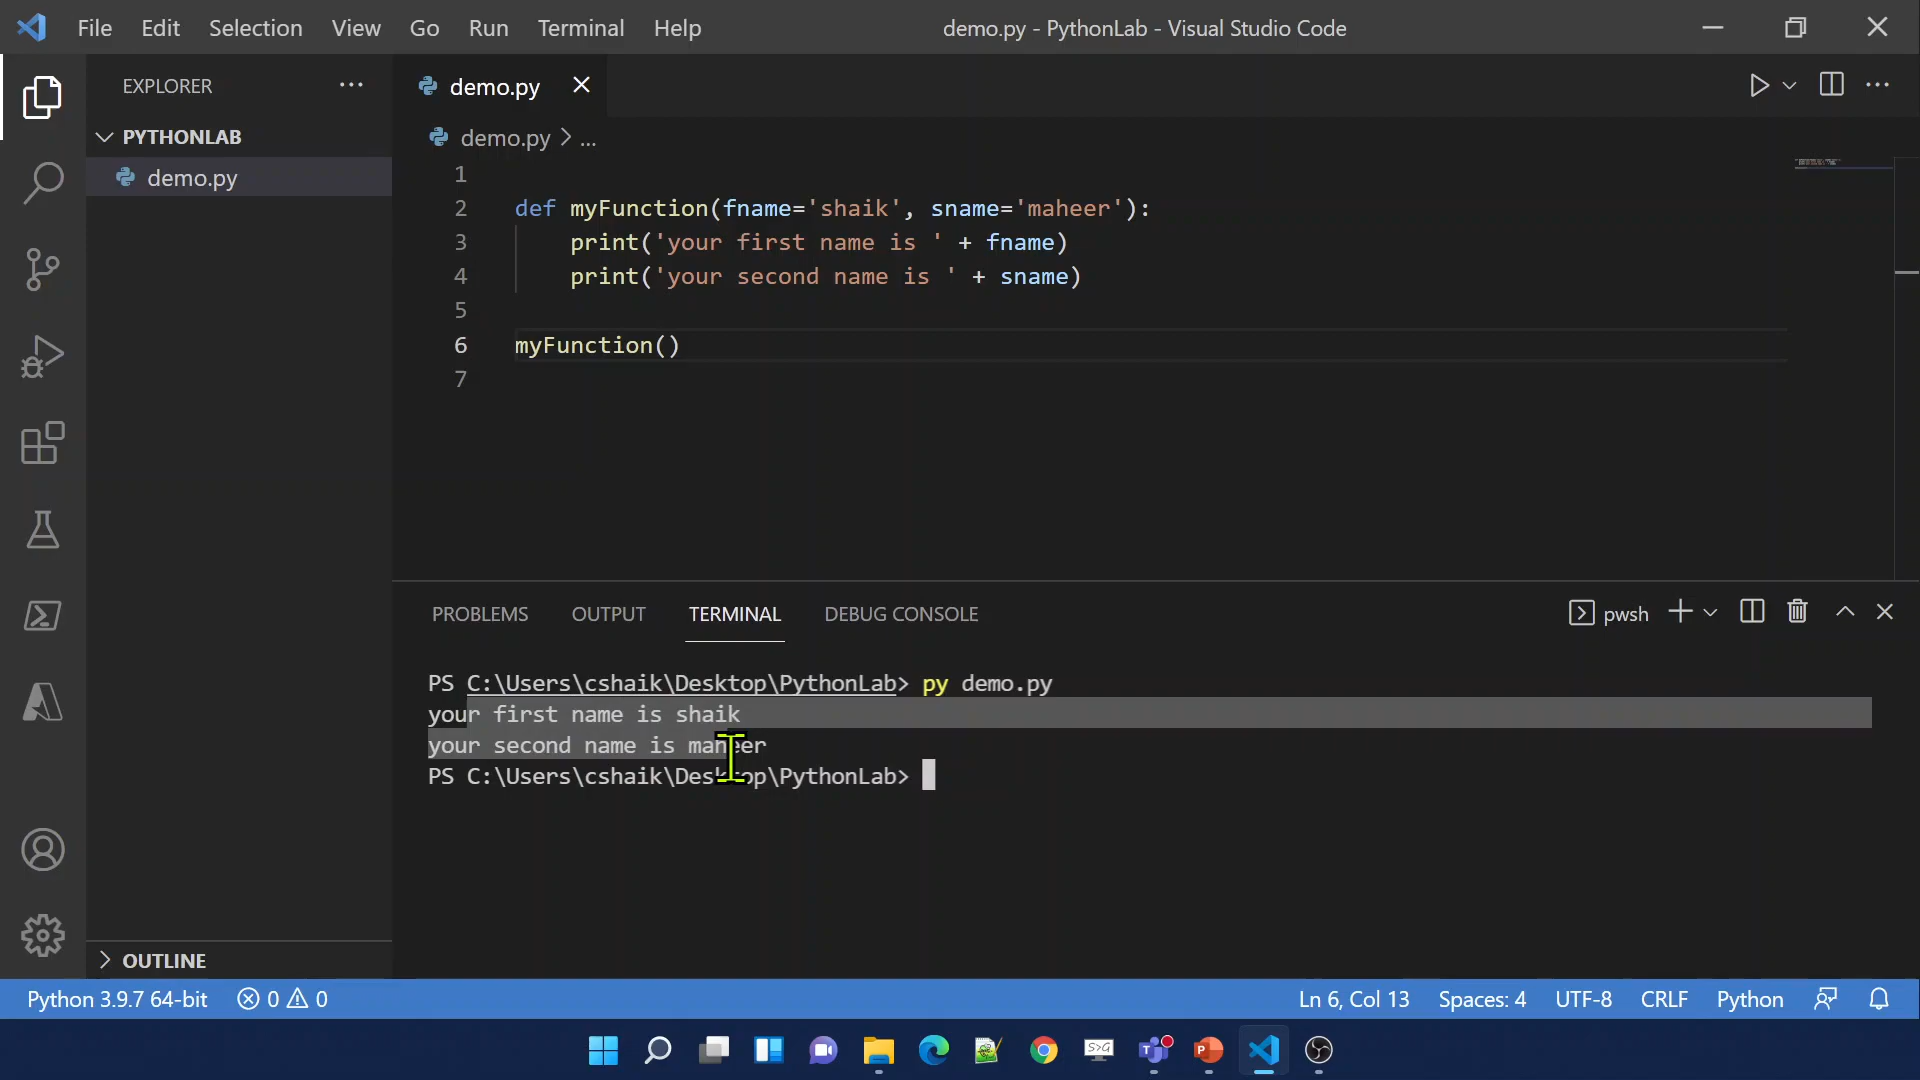 File Edit Selection View Go Run Terminal Help demo.py - PythonLab - Visual Studio Code
EXPLORER
PYTHONLAB
demo.py
OUTLINE
demo.py
demo.py > ...
1
2 def myFunction(fname='shaik', sname='maheer'):
3 print('your first name is ' + fname)
4 print('your second name is ' + sname)
5
6 myFunction()
7
PROBLEMS OUTPUT TERMINAL DEBUG CONSOLE pwsh
PS C:\Users\cshaik\Desktop\PythonLab> py demo.py
your first name is shaik
your second name is maheer
PS C:\Users\cshaik\Desktop\PythonLab>
Python 3.9.7 64-bit 0 0 Ln 6, Col 13 Spaces: 4 UTF-8 CRLF Python
S>G